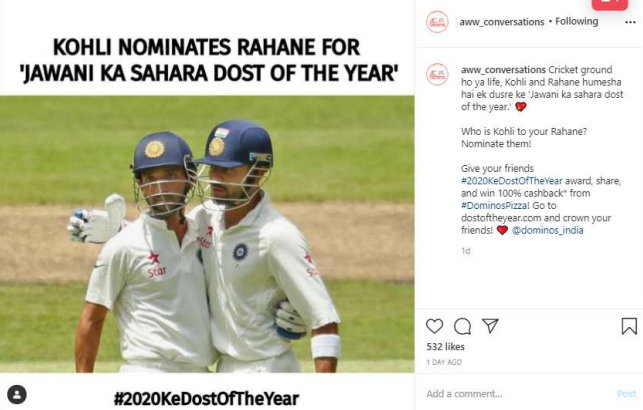 KOHLI NOMINATES RAHANE FOR
'JAWANI KA SAHARA DOST OF THE YEAR'
Star
Star
#2020KeDostOfTheYear
aww_conversations • Following
aww_conversations Cricket ground
ho ya life, Kohli and Rahane humesha
hai ek dusre ke 'Jawani ka sahara dost
of the year.'
Who is Kohli to your Rahane?
Nominate them!
Give your friends
#2020KeDostOfTheYear award, share,
and win 100% cashback* from
#DominosPizza! Go to
dostoftheyear.com and crown your
friends! @dominos_india
1d
532 likes
1 DAY AGO
Add a comment...
Post